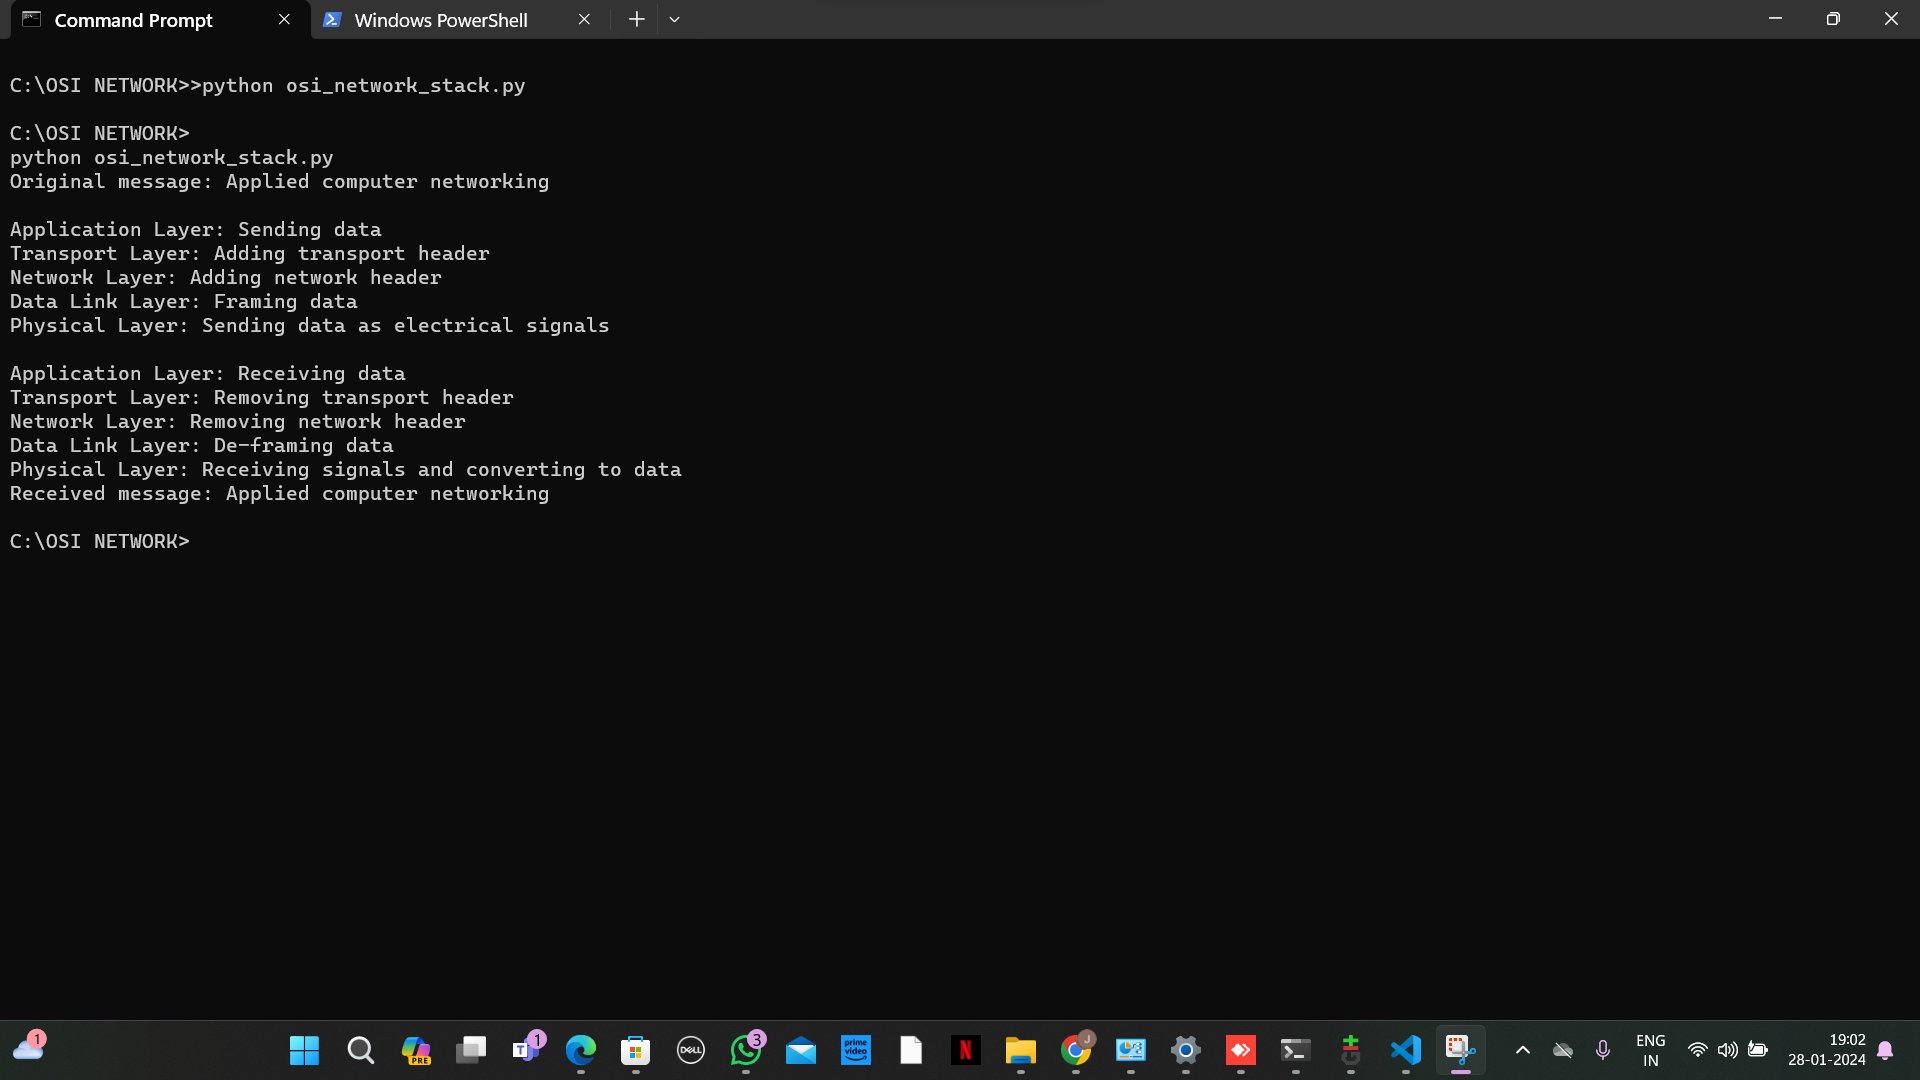 Command Prompt
Windows PowerShell
C:\OSI NETWORK>>python osi_network_stack.py
C:\OSI NETWORK>
python osi_network_stack.py
Original message: Applied computer networking
Application Layer: Sending data
Transport Layer: Adding transport header
Network Layer: Adding network header
Data Link Layer: Framing data
Physical Layer: Sending data as electrical signals
Application Layer: Receiving data
Transport Layer: Removing transport header
Network Layer: Removing network header
Data Link Layer: De-framing data
Physical Layer: Receiving signals and converting to data
Received message: Applied computer networking
C:\OSI NETWORK>
1
PRE
T 1
DELL
3
prime video
N
J
G
ENG
IN
19:02
28-01-2024